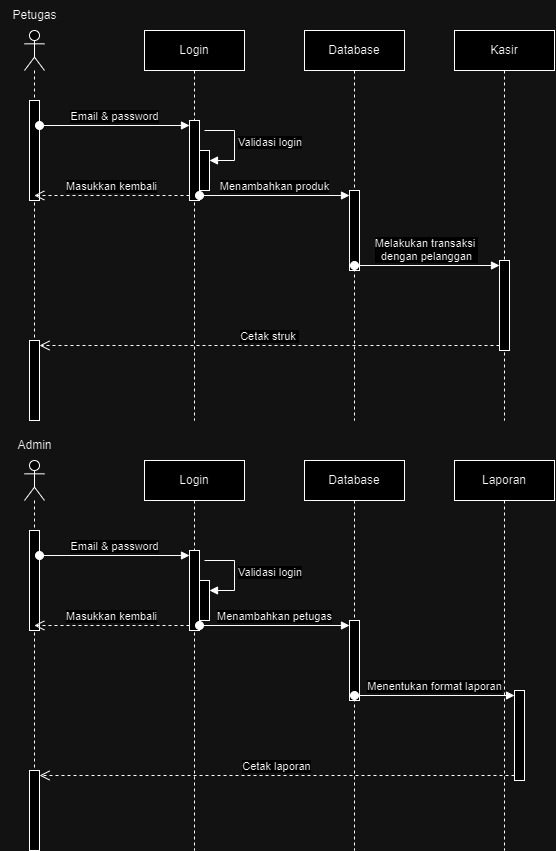 Petugas
Login
Database
Kasir
Email & password
Validasi login
Masukkan kembali
Menambahkan produk
Melakukan transaksi
dengan pelanggan
Cetak struk
Admin
Login
Database
Laporan
Email & password
Validasi login
Masukkan kembali
Menambahkan petugas
Menentukan format laporan
Cetak laporan